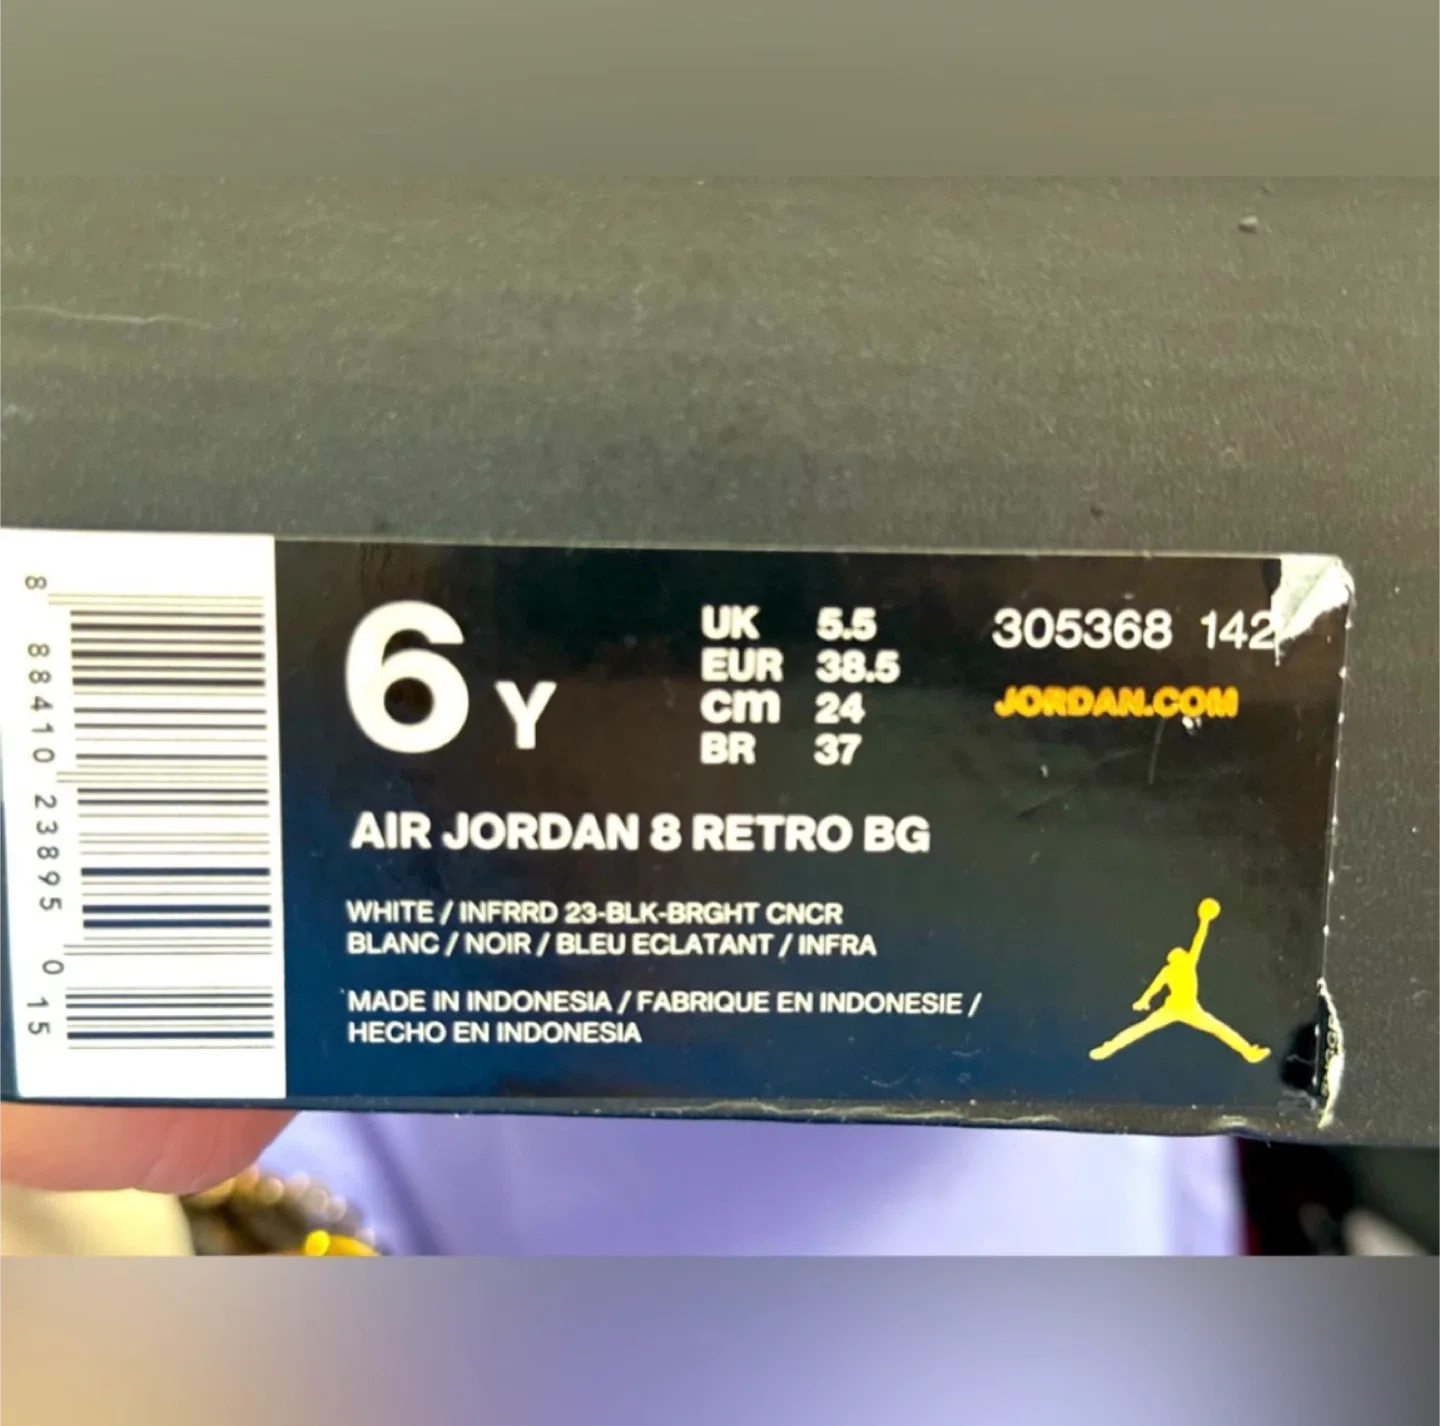 8 88410 23895 0 15
6 Y
UK 5.5
EUR 38.5
cm 24
BR 37
305368 142
JORDAN.COM
AIR JORDAN 8 RETRO BG
WHITE / INFRRD 23-BLK-BRGHT CNCR
BLANC / NOIR / BLEU ECLATANT / INFRA
MADE IN INDONESIA / FABRIQUE EN INDONESIE /
HECHO EN INDONESIA